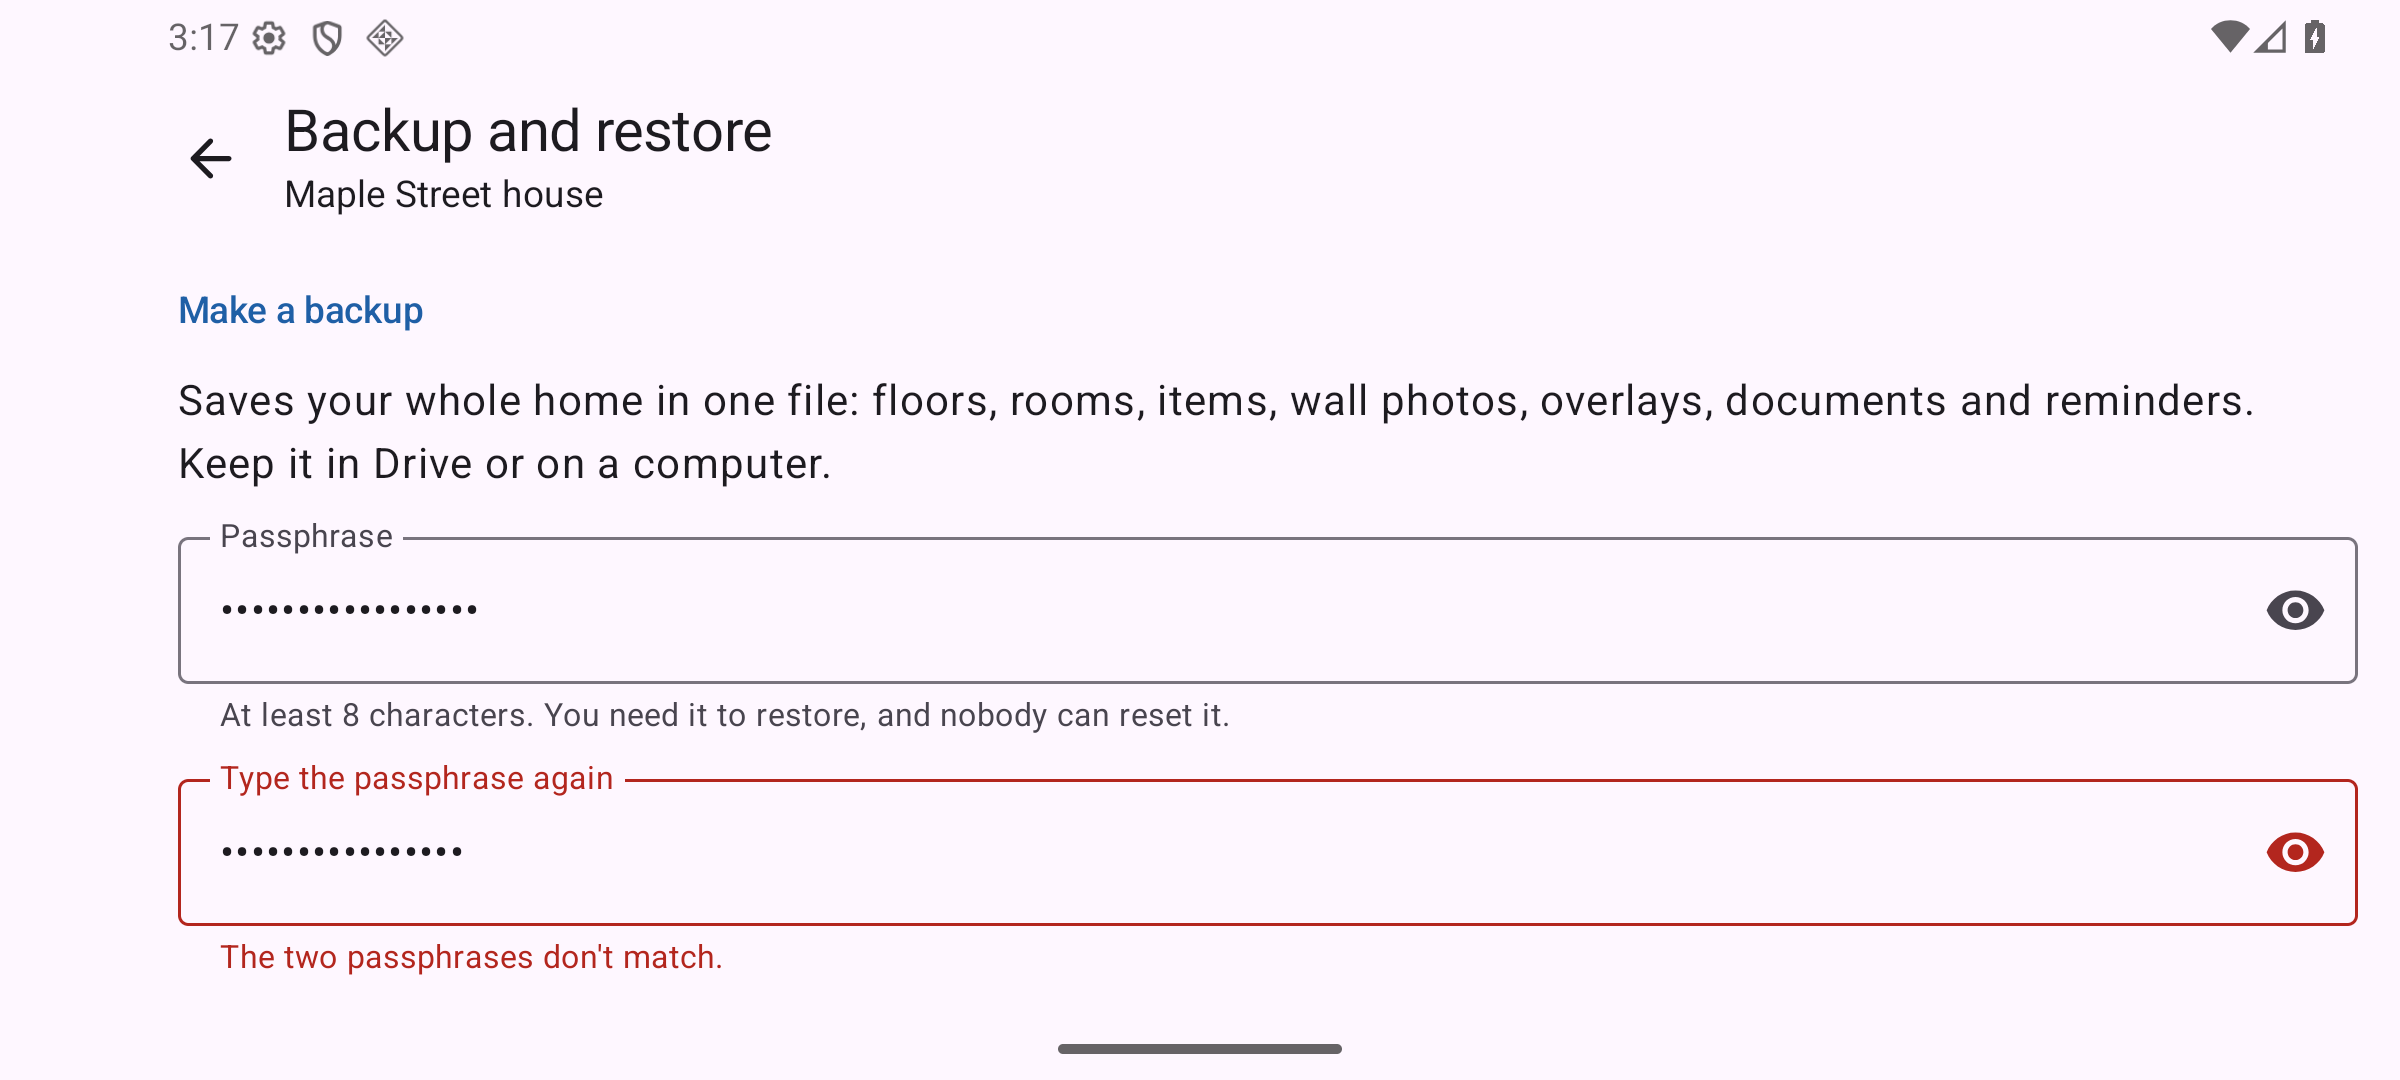 3:17
Backup and restore
Maple Street house
Make a backup
Saves your whole home in one file: floors, rooms, items, wall photos, overlays, documents and reminders.
Keep it in Drive or on a computer.
Passphrase
•••••••••••••••••
At least 8 characters. You need it to restore, and nobody can reset it.
Type the passphrase again
••••••••••••••••
The two passphrases don't match.